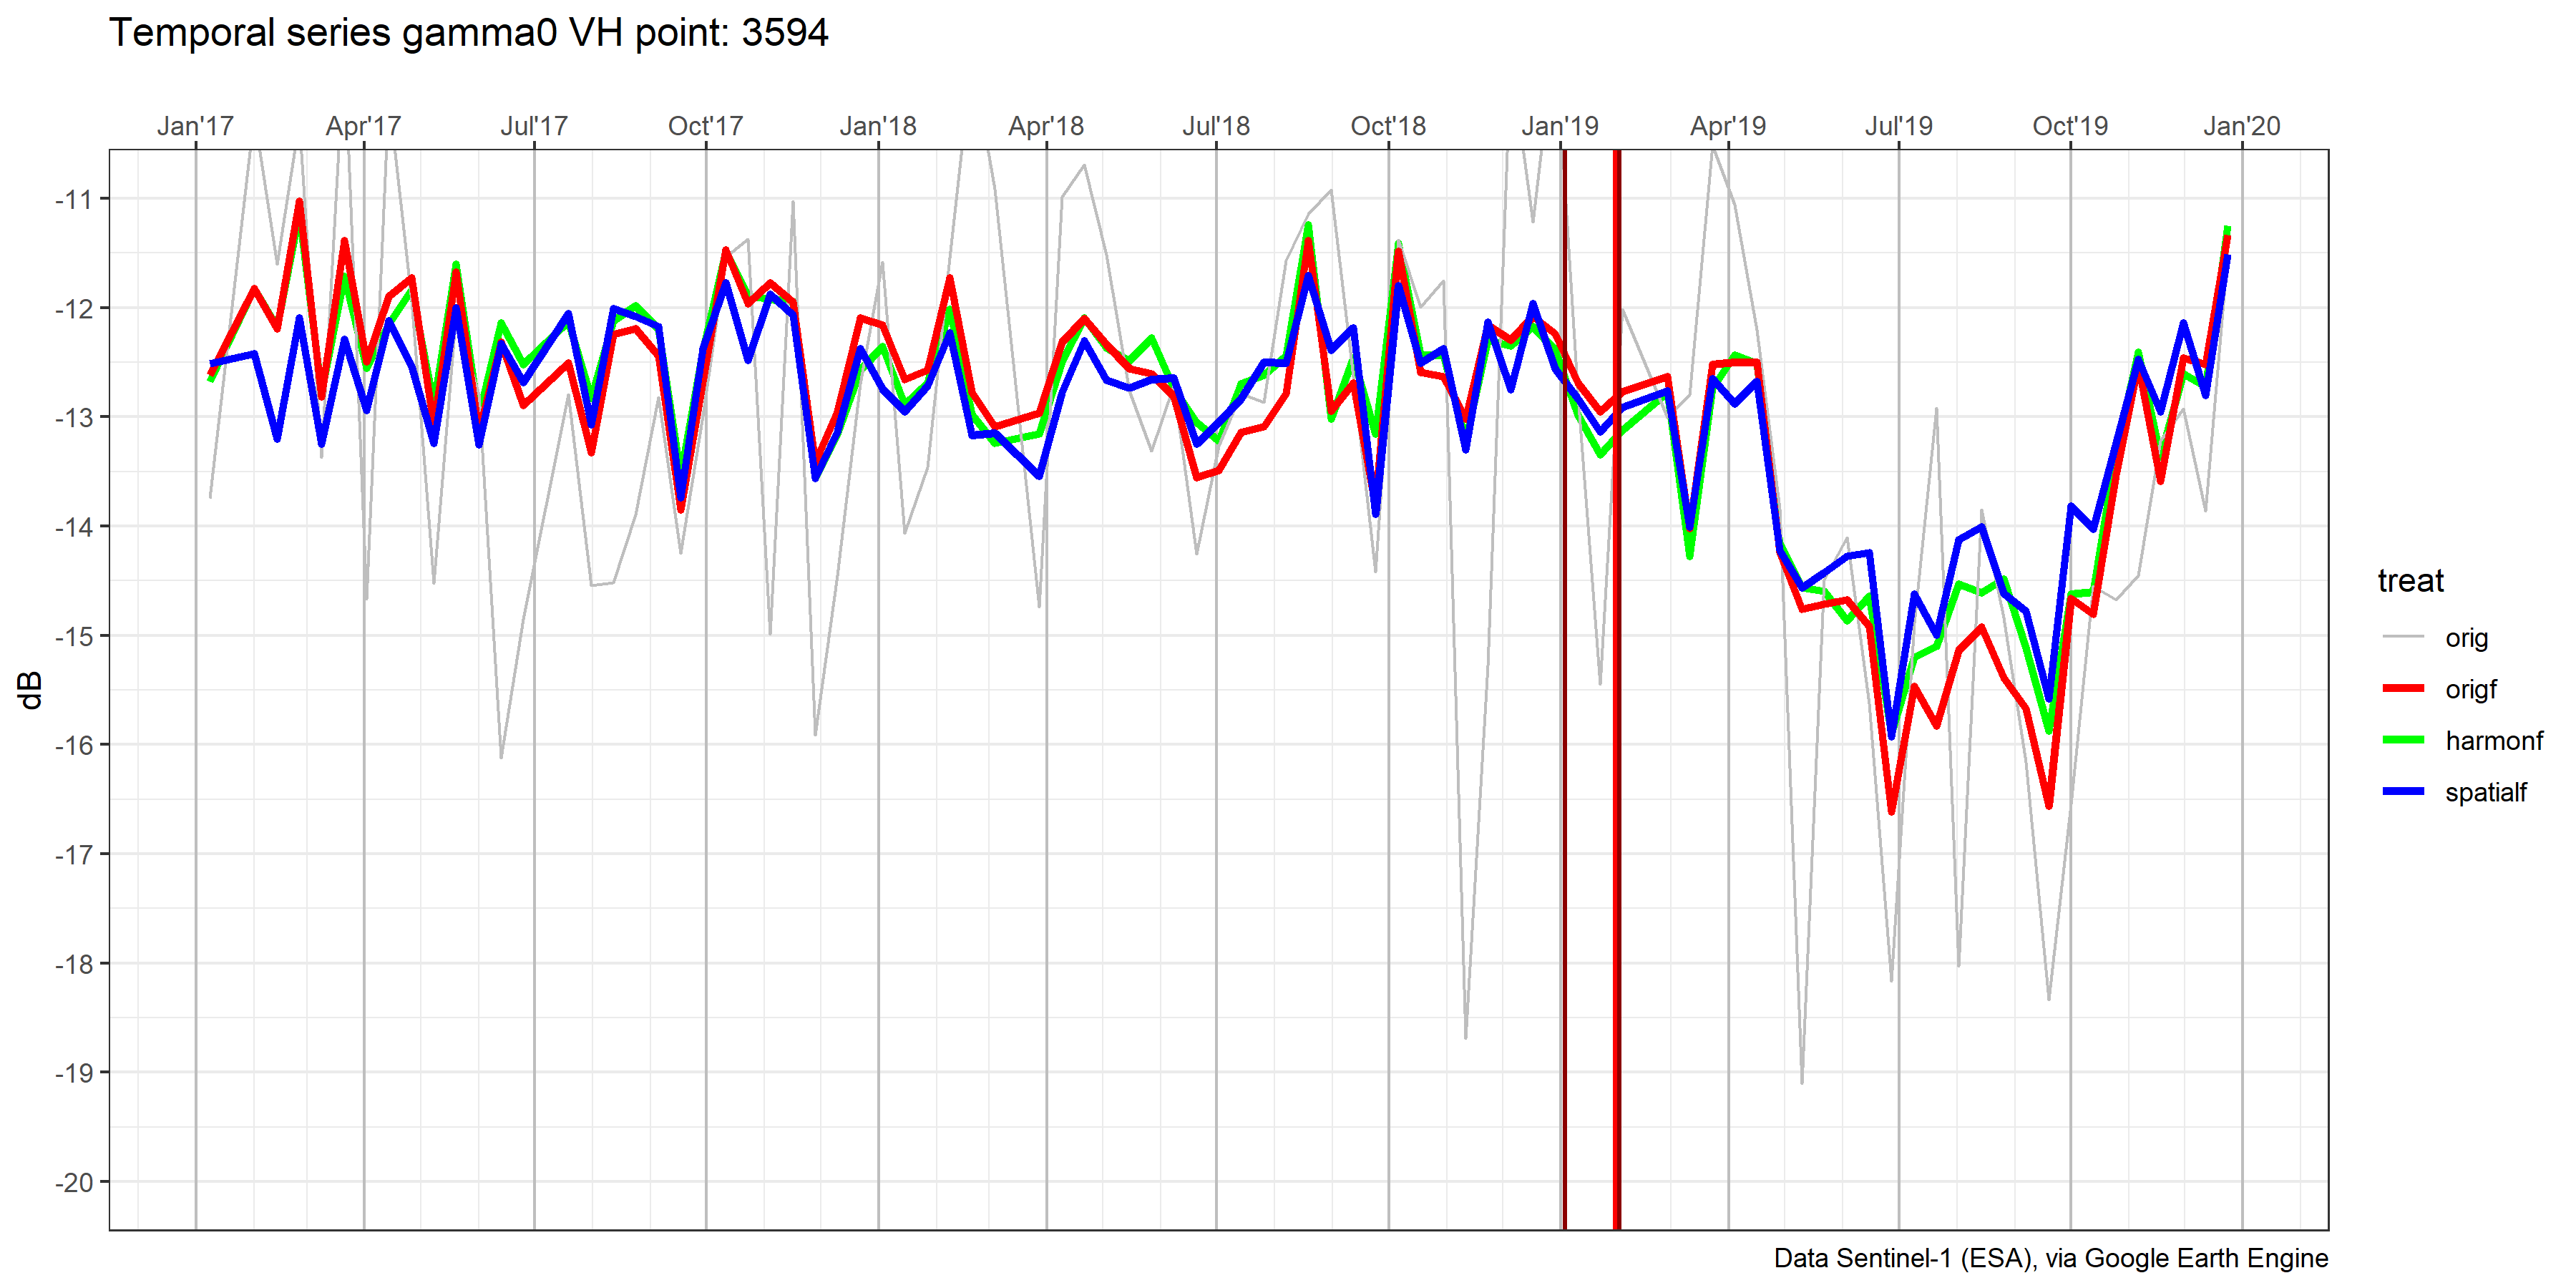 Temporal series gamma0 VH point: 3594
Jan'17 Apr'17 Jul'17 Oct'17 Jan'18 Apr'18 Jul'18 Oct'18 Jan'19 Apr'19 Jul'19 Oct'19 Jan'20
-11
-12
-13
-14
-15
-16
-17
-18
-19
-20
dB
treat
orig
origf
harmonf
spatialf
Data Sentinel-1 (ESA), via Google Earth Engine